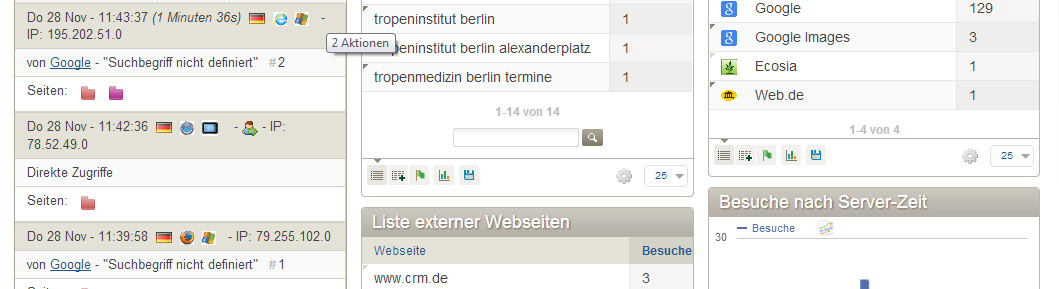 Do 28 Nov - 11:43:37 (1 Minuten 36s) -
IP: 195.202.51.0
2 Aktionen
von Google - "Suchbegriff nicht definiert" #2
Seiten:
Do 28 Nov - 11:42:36 - - IP:
78.52.49.0
Direkte Zugriffe
Seiten:
Do 28 Nov - 11:39:58 - IP: 79.255.102.0
von Google - "Suchbegriff nicht definiert" #1
Seiten:
tropeninstitut berlin 1
tropeninstitut berlin alexanderplatz 1
tropenmedizin berlin termine 1
1-14 von 14
25
Liste externer Webseiten
Webseite Besuche
www.crm.de 3
Google 129
Google Images 3
Ecosia 1
Web.de 1
1-4 von 4
25
Besuche nach Server-Zeit
Besuche
30